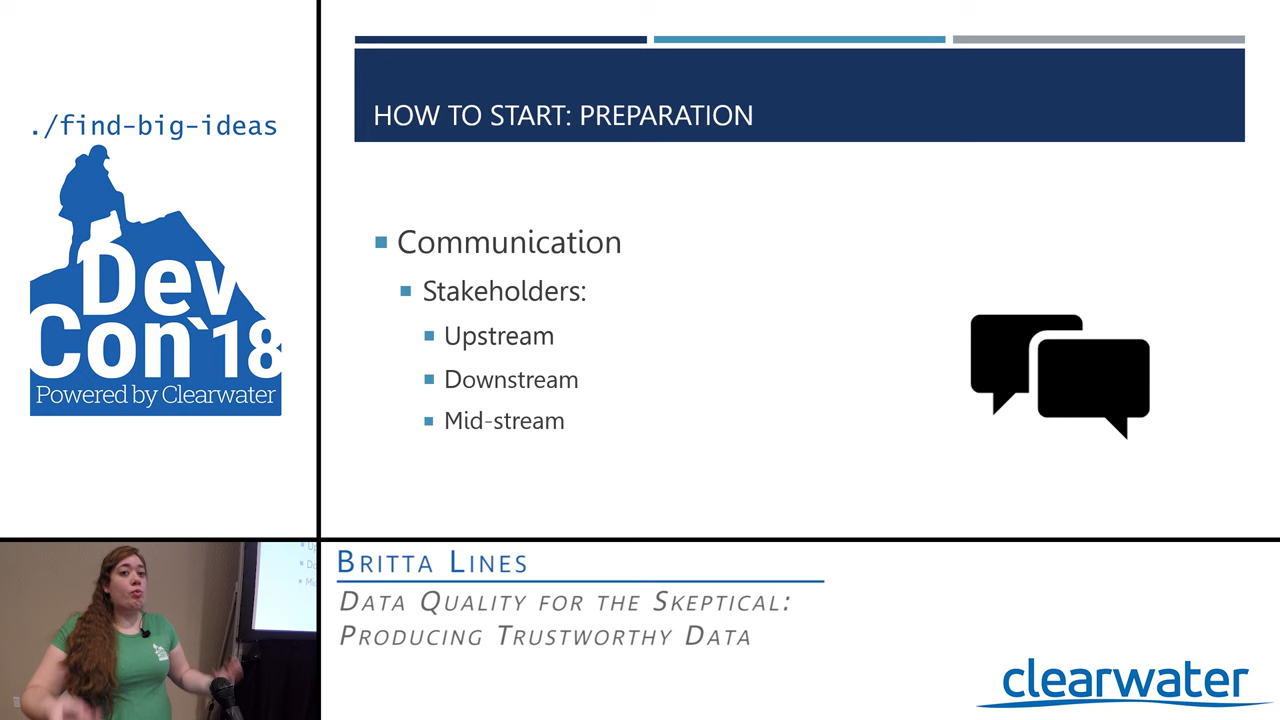 ./find-big-ideas
Dev
Con`18
Powered by Clearwater
HOW TO START: PREPARATION
Communication
Stakeholders:
Upstream
Downstream
Mid-stream
BRITTA LINES
DATA QUALITY FOR THE SKEPTICAL:
PRODUCING TRUSTWORTHY DATA
clearwater